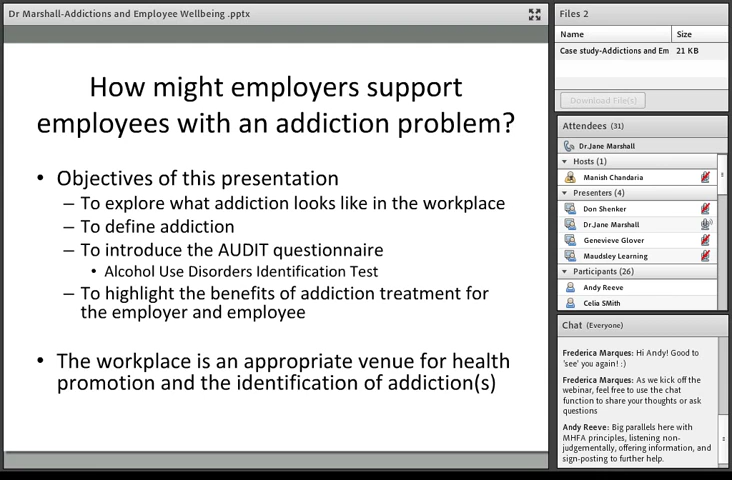 Dr Marshall-Addictions and Employee Wellbeing .pptx
How might employers support
employees with an addiction problem?
• Objectives of this presentation
– To explore what addiction looks like in the workplace
– To define addiction
– To introduce the AUDIT questionnaire
• Alcohol Use Disorders Identification Test
– To highlight the benefits of addiction treatment for
the employer and employee
• The workplace is an appropriate venue for health
promotion and the identification of addiction(s)
Files 2
Name Size
Case study-Addictions and Em 21 KB
Download File(s)
Attendees (31)
Dr.Jane Marshall
Hosts (1)
Manish Chandaria
Presenters (4)
Don Shenker
Dr.Jane Marshall
Genevieve Glover
Maudsley Learning
Participants (26)
Andy Reeve
Celia SMith
Chat (Everyone)
Frederica Marques: Hi Andy! Good to
'see' you again! :)
Frederica Marques: As we kick off the
webinar, feel free to use the chat
function to share your thoughts or ask
questions
Andy Reeve: Big parallels here with
MHFA principles, listening non-
judgementally, offering information, and
sign-posting to further help.